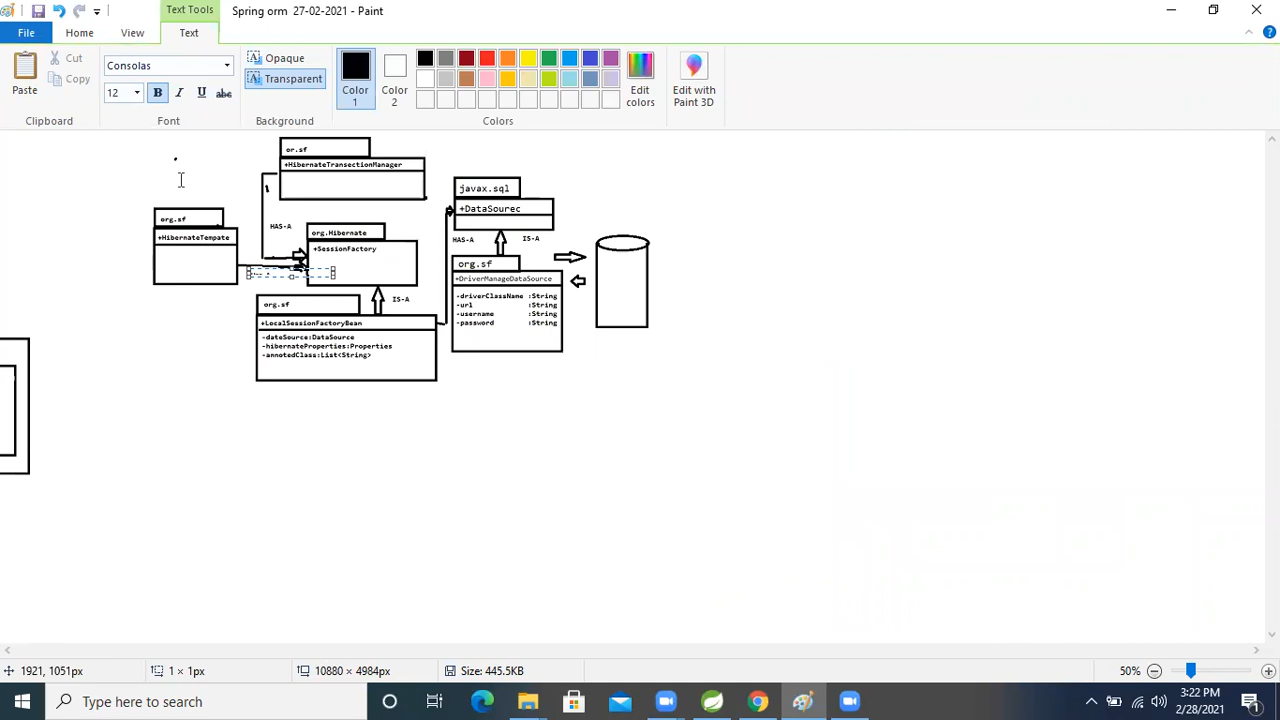 Spring orm 27-02-2021 - Paint
Text Tools
File
Home
View
Text
Paste
Cut
Copy
Clipboard
Consolas
12
B
I
U
abc
Font
Opaque
Transparent
Background
Color
1
Color
2
Edit
colors
Colors
Edit with
Paint 3D
or.sf
+HibernateTransectionManager
javax.sql
+DataSourec
org.sf
+HibernateTempate
HAS-A
org.Hibernate
+SessionFactory
HAS-A
IS-A
org.sf
+DriverManageDataSource
-driverClassName :String
-url :String
-username :String
-password :String
org.sf
IS-A
+LocalSessionFactoryBean
-dateSource:DataSource
-hibernateProperties:Properties
-annotedClass:List<String>
1921, 1051px
1 × 1px
10880 × 4984px
Size: 445.5KB
50%
Type here to search
3:22 PM
2/28/2021
1